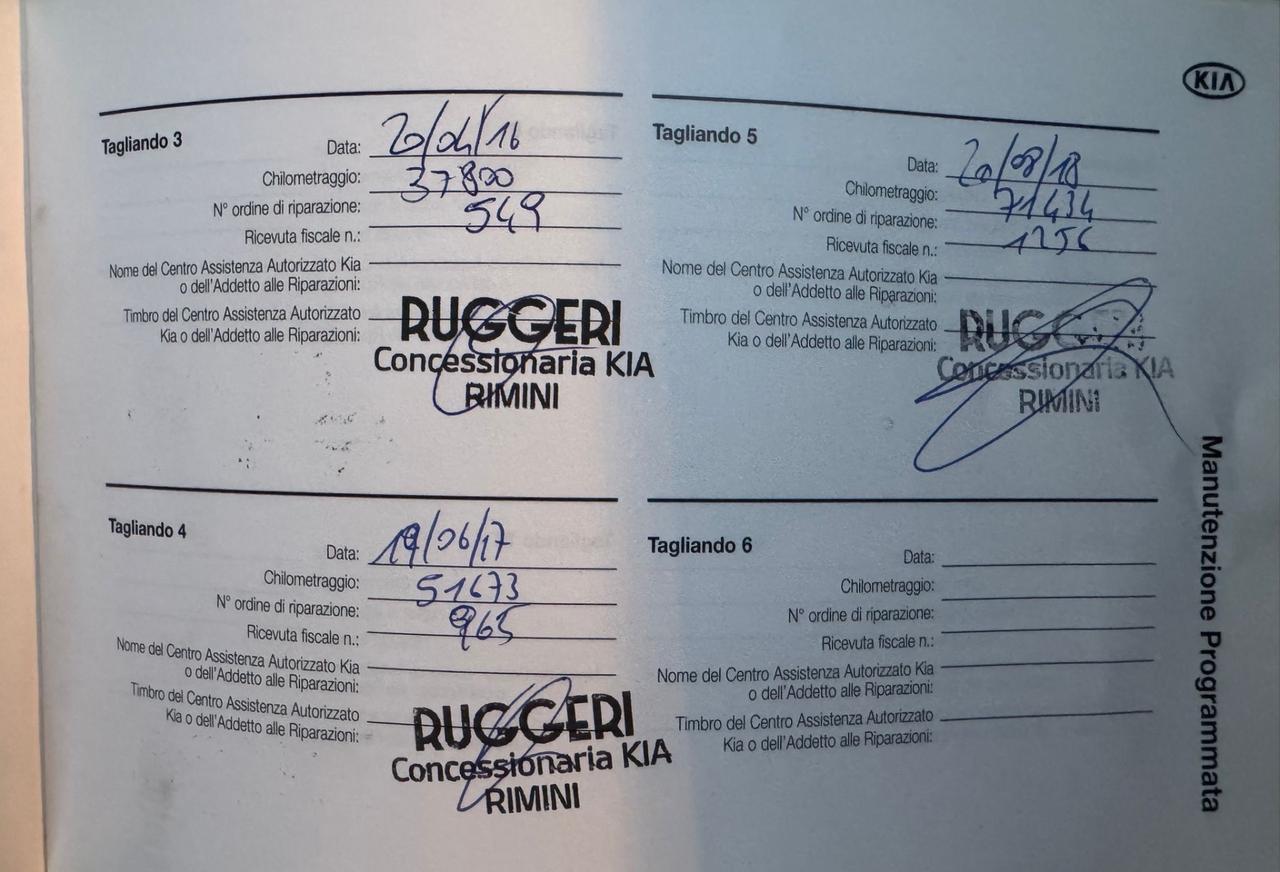 KIA
Tagliando 3
Data: 20/04/16
Chilometraggio: 37800
N° ordine di riparazione: 549
Ricevuta fiscale n.:
Nome del Centro Assistenza Autorizzato Kia
o dell'Addetto alle Riparazioni:
Timbro del Centro Assistenza Autorizzato
Kia o dell'Addetto alle Riparazioni:
RUGGERI
Concessionaria KIA
RIMINI
Tagliando 4
Data: 19/06/17
Chilometraggio: 51673
N° ordine di riparazione: 965
Ricevuta fiscale n.:
Nome del Centro Assistenza Autorizzato Kia
o dell'Addetto alle Riparazioni:
Timbro del Centro Assistenza Autorizzato
Kia o dell'Addetto alle Riparazioni:
RUGGERI
Concessionaria KIA
RIMINI
Tagliando 5
Data: 20/08/18
Chilometraggio: 71434
N° ordine di riparazione: 1256
Ricevuta fiscale n.:
Nome del Centro Assistenza Autorizzato Kia
o dell'Addetto alle Riparazioni:
Timbro del Centro Assistenza Autorizzato
Kia o dell'Addetto alle Riparazioni:
RUGGERI
Concessionaria KIA
RIMINI
Tagliando 6
Data:
Chilometraggio:
N° ordine di riparazione:
Ricevuta fiscale n.:
Nome del Centro Assistenza Autorizzato Kia
o dell'Addetto alle Riparazioni:
Timbro del Centro Assistenza Autorizzato
Kia o dell'Addetto alle Riparazioni:
Manutenzione Programmata